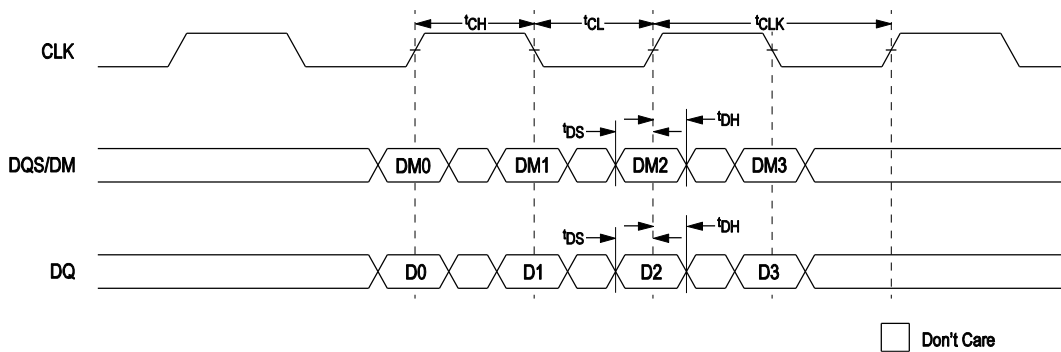 tCH
tCL
tCLK
CLK
tDS
tDH
DQS/DM
DM0
DM1
DM2
DM3
tDS
tDH
DQ
D0
D1
D2
D3
Don't Care